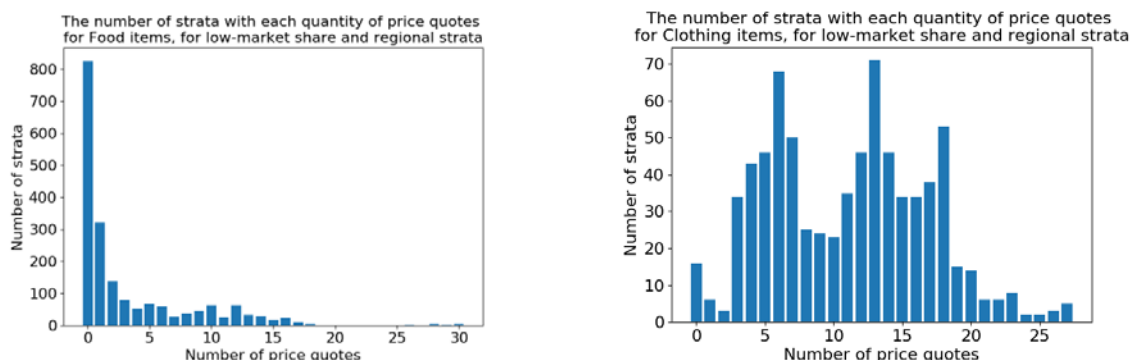 The number of strata with each quantity of price quotes
for Food items, for low-market share and regional strata
800
700
600
500
400
300
200
100
0
Number of strata
0 5 10 15 20 25 30
Number of price quotes
The number of strata with each quantity of price quotes
for Clothing items, for low-market share and regional strata
70
60
50
40
30
20
10
0
Number of strata
0 5 10 15 20 25
Number of price quotes